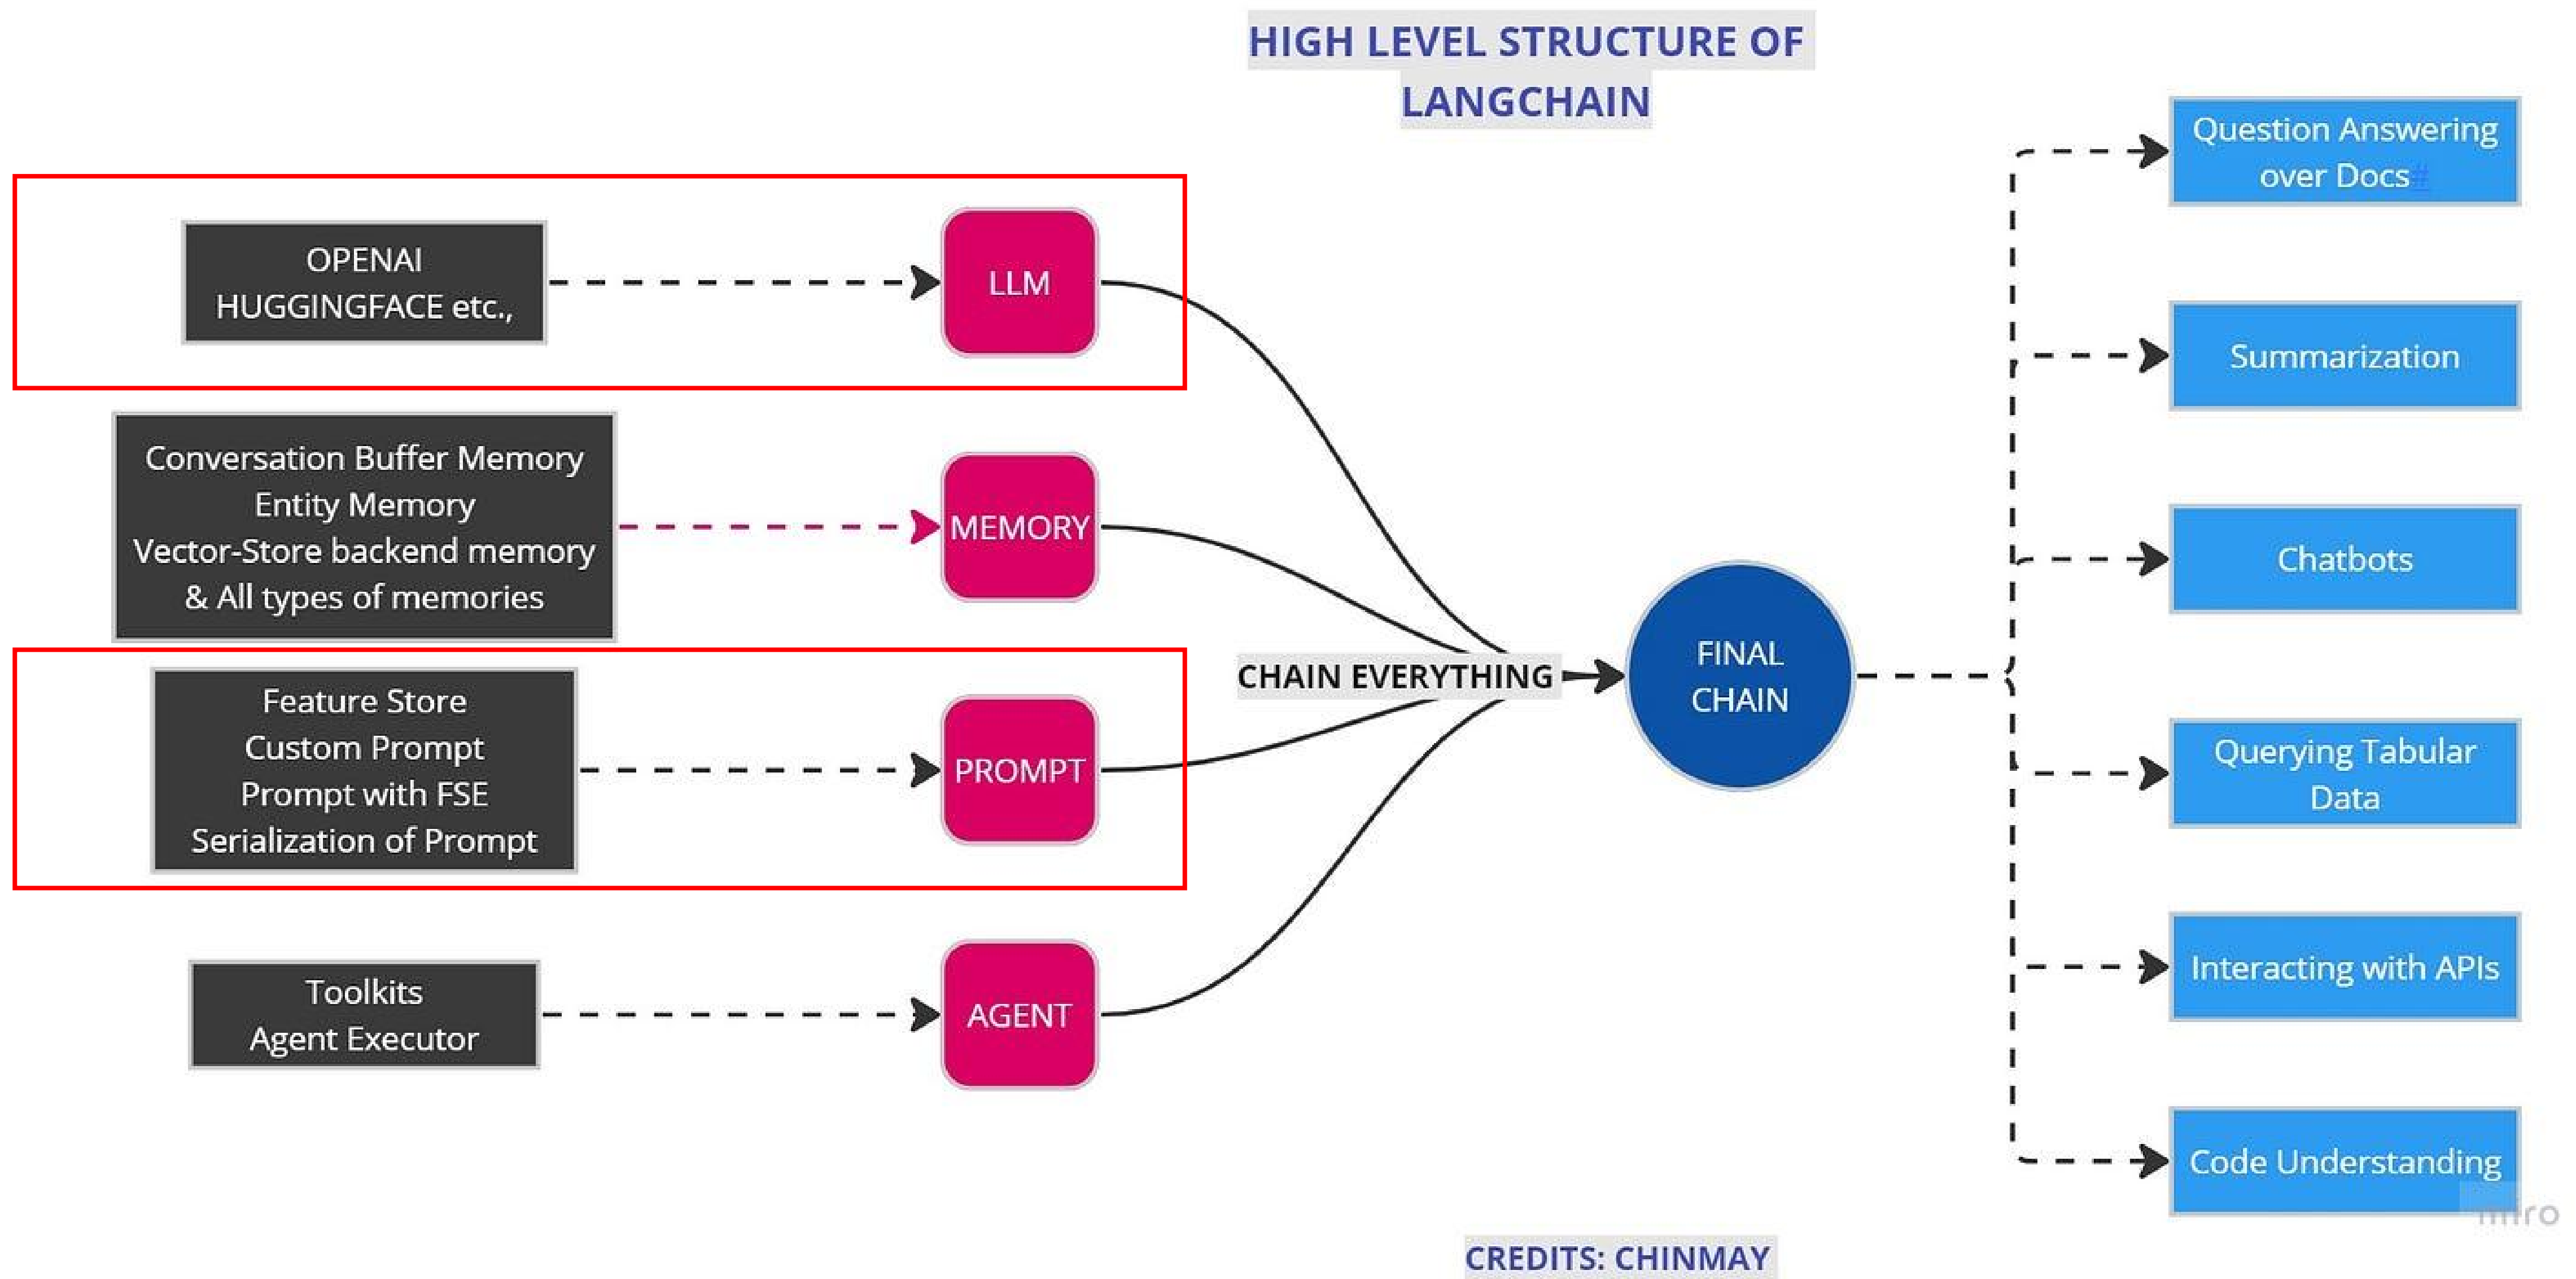 HIGH LEVEL STRUCTURE OF
LANGCHAIN
OPENAI
HUGGINGFACE etc.,
LLM
Conversation Buffer Memory
Entity Memory
Vector-Store backend memory
& All types of memories
MEMORY
Feature Store
Custom Prompt
Prompt with FSE
Serialization of Prompt
PROMPT
Toolkits
Agent Executor
AGENT
CHAIN EVERYTHING
FINAL
CHAIN
Question Answering
over Docs#
Summarization
Chatbots
Querying Tabular
Data
Interacting with APIs
Code Understanding
miro
CREDITS: CHINMAY